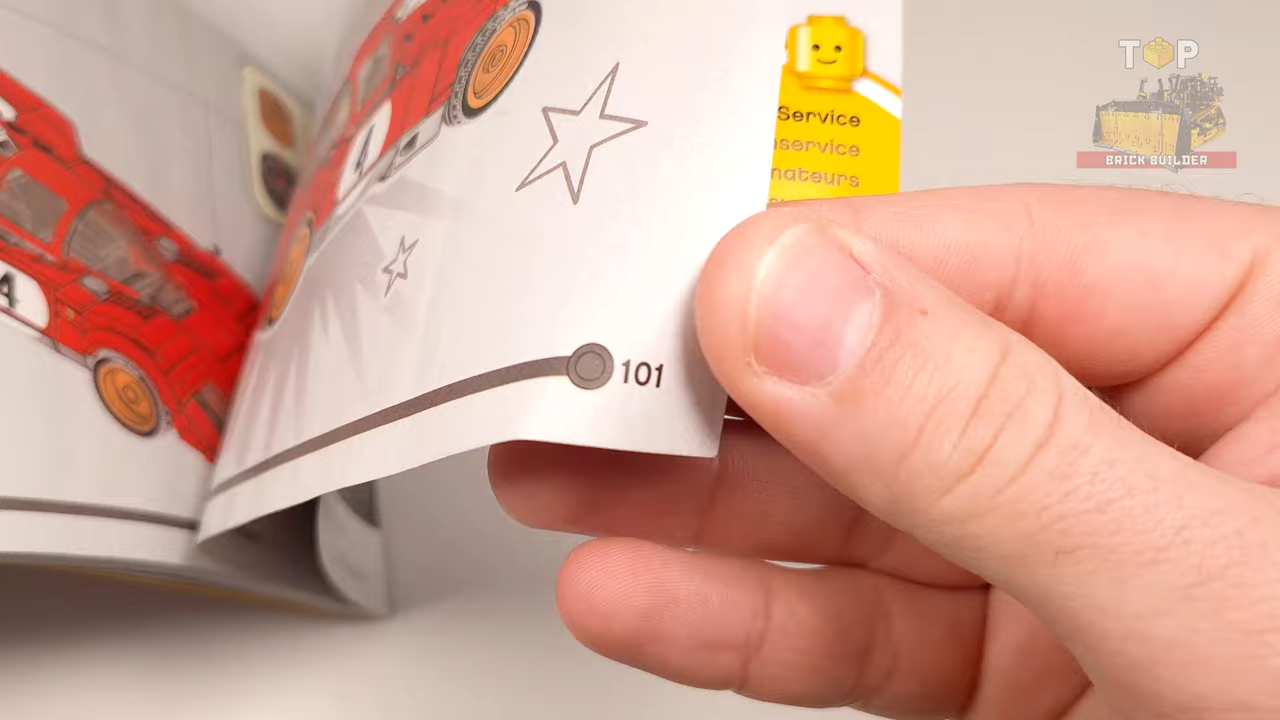 4
4
Service
service
nateurs
101
TOP
BRICK BUILDER